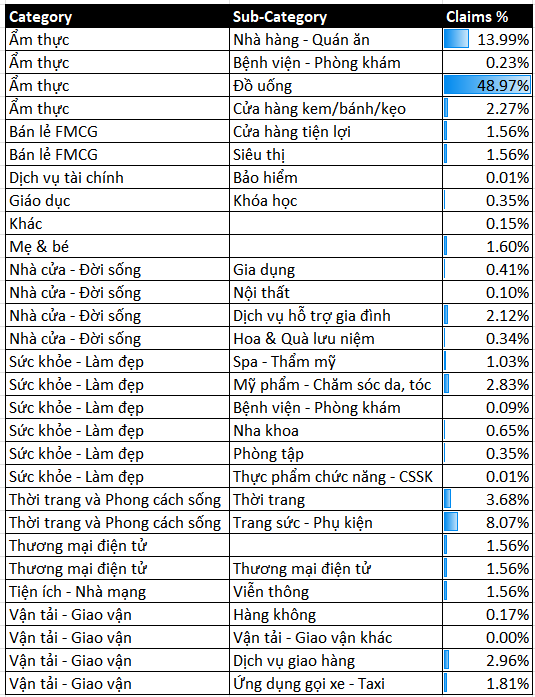 Category Sub-Category Claims %
Ẩm thực Nhà hàng - Quán ăn 13.99%
Ẩm thực Bệnh viện - Phòng khám 0.23%
Ẩm thực Đồ uống 48.97%
Ẩm thực Cửa hàng kem/bánh/kẹo 2.27%
Bán lẻ FMCG Cửa hàng tiện lợi 1.56%
Bán lẻ FMCG Siêu thị 1.56%
Dịch vụ tài chính Bảo hiểm 0.01%
Giáo dục Khóa học 0.35%
Khác 0.15%
Mẹ & bé 1.60%
Nhà cửa - Đời sống Gia dụng 0.41%
Nhà cửa - Đời sống Nội thất 0.10%
Nhà cửa - Đời sống Dịch vụ hỗ trợ gia đình 2.12%
Nhà cửa - Đời sống Hoa & Quà lưu niệm 0.34%
Sức khỏe - Làm đẹp Spa - Thẩm mỹ 1.03%
Sức khỏe - Làm đẹp Mỹ phẩm - Chăm sóc da, tóc 2.83%
Sức khỏe - Làm đẹp Bệnh viện - Phòng khám 0.09%
Sức khỏe - Làm đẹp Nha khoa 0.65%
Sức khỏe - Làm đẹp Phòng tập 0.35%
Sức khỏe - Làm đẹp Thực phẩm chức năng - CSSK 0.01%
Thời trang và Phong cách sống Thời trang 3.68%
Thời trang và Phong cách sống Trang sức - Phụ kiện 8.07%
Thương mại điện tử 1.56%
Thương mại điện tử Thương mại điện tử 1.56%
Tiện ích - Nhà mạng Viễn thông 1.56%
Vận tải - Giao vận Hàng không 0.17%
Vận tải - Giao vận Vận tải - Giao vận khác 0.00%
Vận tải - Giao vận Dịch vụ giao hàng 2.96%
Vận tải - Giao vận Ứng dụng gọi xe - Taxi 1.81%